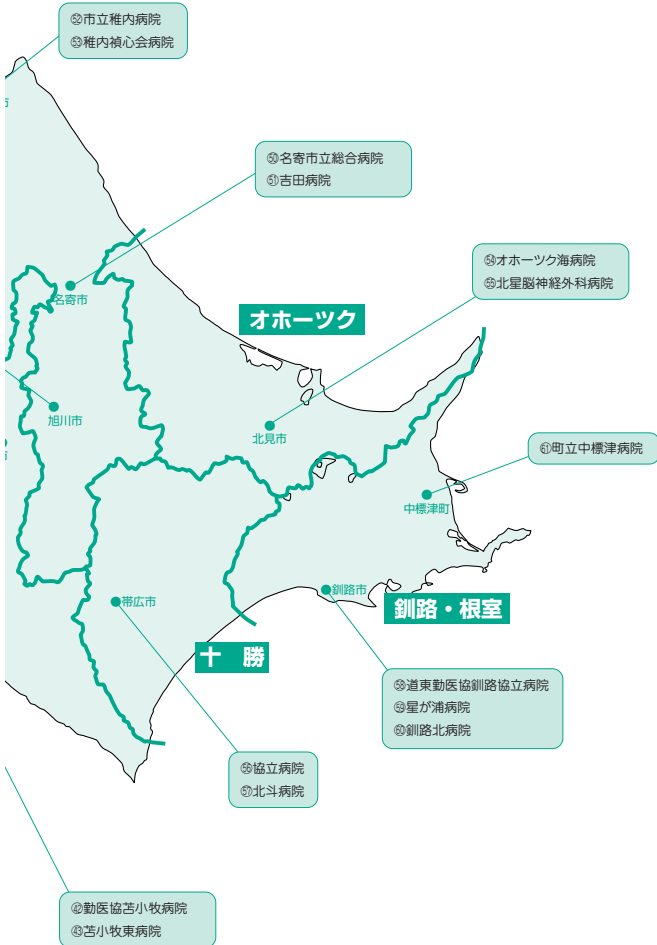 ㊾市立稚内病院
㊿稚内禎心会病院
市
㊿名寄市立総合病院
�51吉田病院
名寄市
オホーツク
54オホーツク海病院
55北星脳神経外科病院
旭川市
市
北見市
61町立中標津病院
中標津町
帯広市
釧路市
釧路・根室
十 勝
58道東勤医協釧路協立病院
59星が浦病院
60釧路北病院
56協立病院
57北斗病院
㊷勤医協苫小牧病院
㊸苫小牧東病院